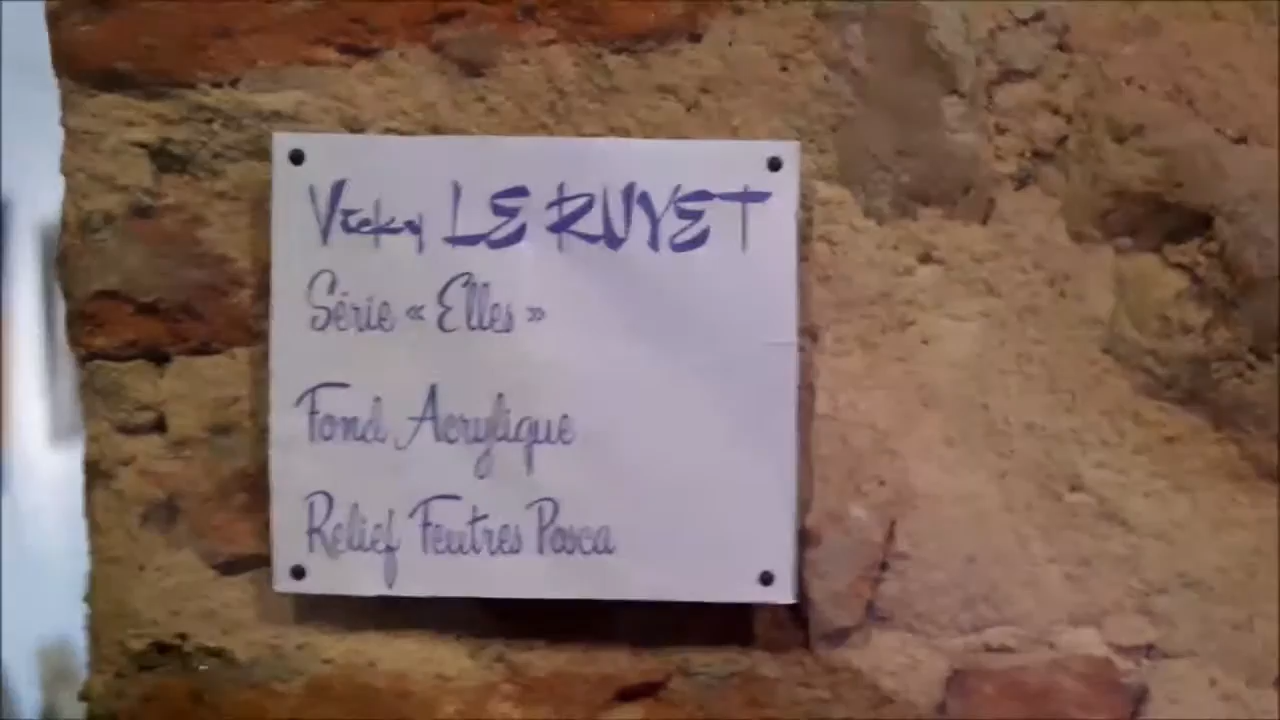 Vicky LE RUYET
Série « Elles »
Fond Acrylique
Relief Feutres Posca